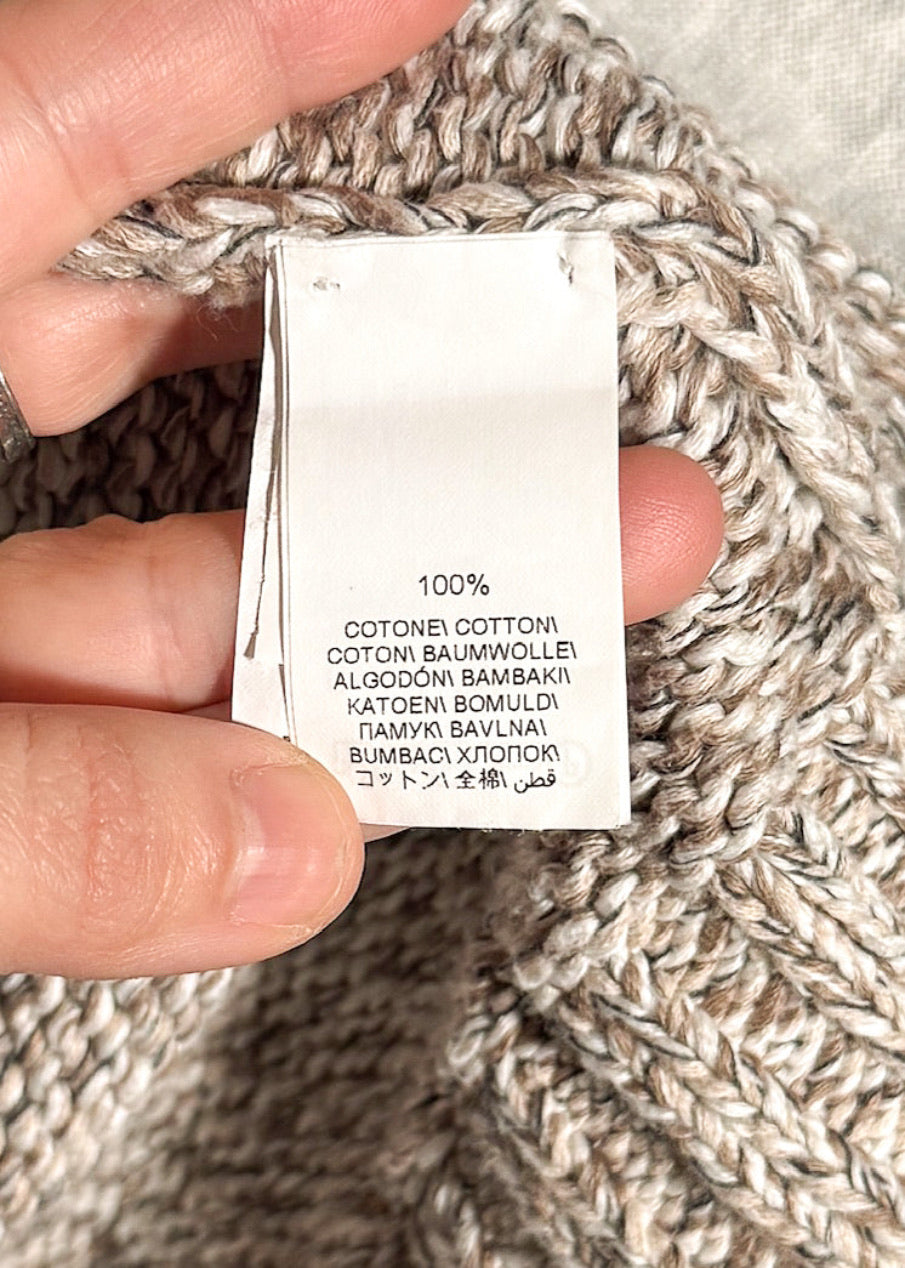 100%
COTONE\ COTTON\
COTON\ BAUMWOLLE\
ALGODÓN\ BAMBAKI\
KATOEN\ BOMULD\
ПАМУК\ BAVLNA\
BUMBAC\ ХЛОПОК\
コットン\ 全棉\ قطن